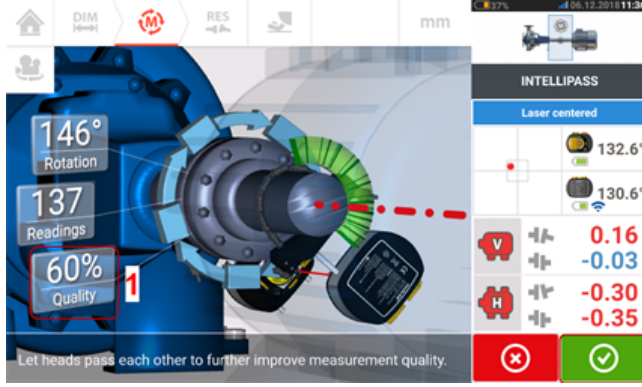 37%
06.12.2018 11:36
DIM
M
RES
mm
INTELLIPASS
Laser centered
146°
Rotation
137
Readings
60%
Quality
1
132.6°
130.6°
V
0.16
-0.03
H
-0.30
-0.35
Let heads pass each other to further improve measurement quality.